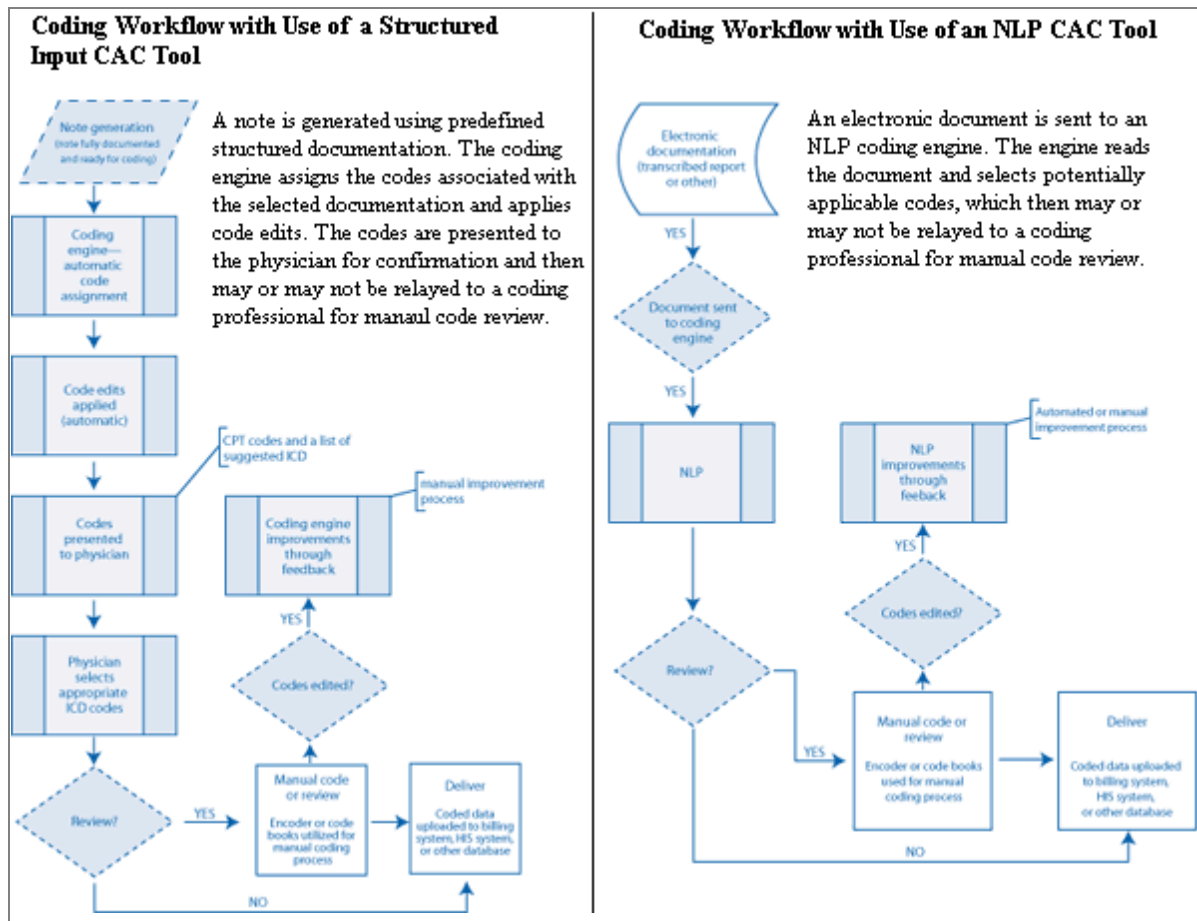 Coding Workflow with Use of a Structured
Input CAC Tool
Note generation
(note fully documented
and ready for coding)
A note is generated using predefined
structured documentation. The coding
engine assigns the codes associated with
the selected documentation and applies
code edits. The codes are presented to
the physician for confirmation and then
may or may not be relayed to a coding
professional for manaul code review.
Coding
engine—
automatic
code
assignment
Code edits
applied
(automatic)
CPT codes and a list of
suggested ICD
Codes
presented
to physician
manual improvement
process
Coding engine
improvements
through
feedback
YES
Physician
selects
appropriate
ICD codes
Codes edited?
Review?
YES
Manual code
or review
Encoder or code
books utilized for
manual coding
process
Deliver
Coded data
uploaded to billing
system, HIS system,
or other database
NO
Coding Workflow with Use of an NLP CAC Tool
Electronic
documentation
(transcribed report
or other)
An electronic document is sent to an
NLP coding engine. The engine reads
the document and selects potentially
applicable codes, which then may or
may not be relayed to a coding
professional for manual code review.
YES
Document sent
to coding
engine
YES
NLP
Automated or manual
improvement process
NLP
improvements
through
feeback
YES
Codes edited?
Review?
YES
Manual code or
review
Encoder or code books
used for manual
coding process
Deliver
Coded data uploaded
to billing system,
HIS system,
or other database
NO